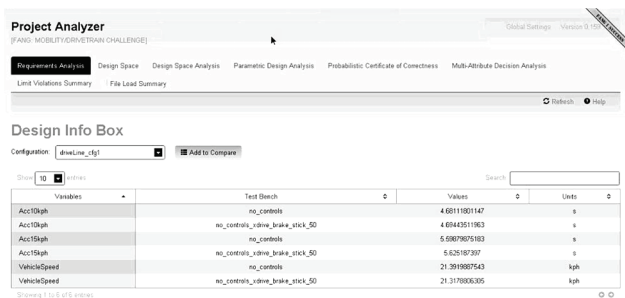 Project Analyzer
[FANG: MOBILITY/DRIVETRAIN CHALLENGE]
Global Settings Version
Requirements Analysis Design Space Design Space Analysis Parametric Design Analysis Probabilistic Certificate of Correctness Multi-Attribute Decision Analysis
Limit Violations Summary File Load Summary
Refresh Help
Design Info Box
Configuration: driveLine_cfg1 Add to Compare
Show 10 entries Search:
Variables Test Bench Values Units
Acc10kph no_controls 4.68111801147 s
Acc10kph no_controls_xdrive_brake_stick_50 4.69443511963 s
Acc15kph no_controls 5.59879875183 s
Acc15kph no_controls_xdrive_brake_stick_50 5.625187397 s
VehicleSpeed no_controls 21.3919887543 kph
VehicleSpeed no_controls_xdrive_brake_stick_50 21.3178806305 kph
Showing 1 to 6 of 6 entries